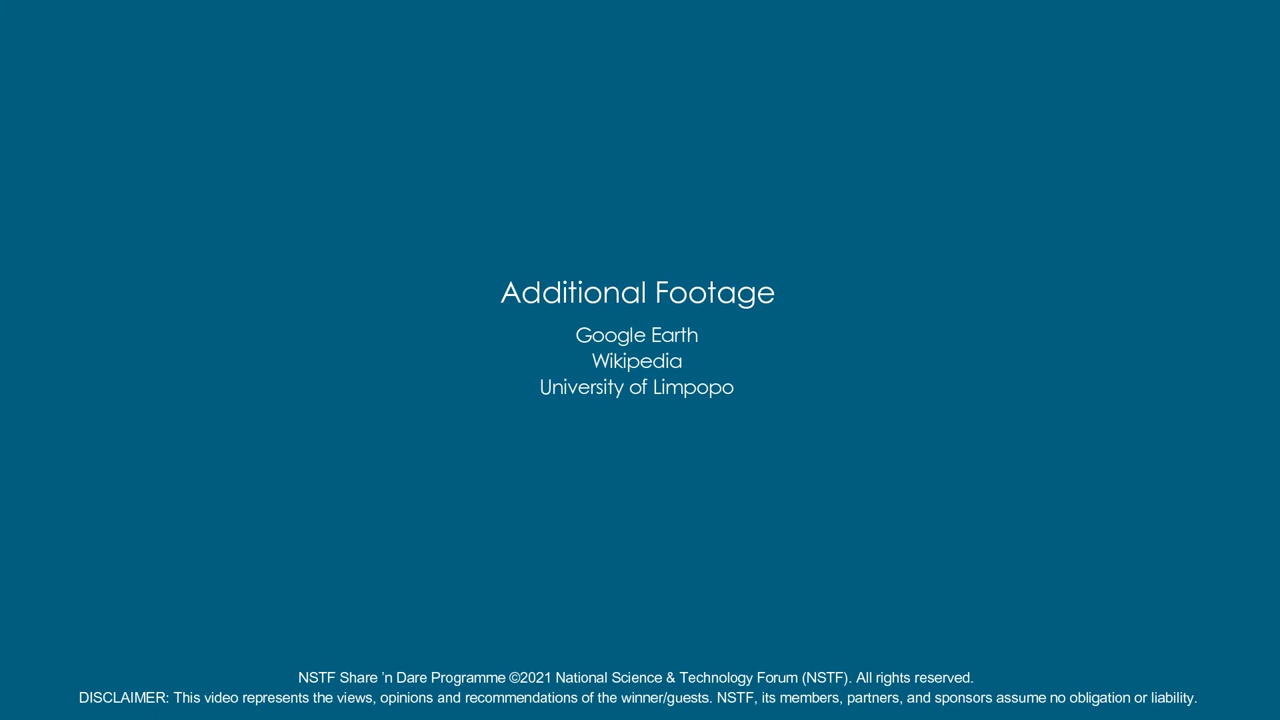 Additional Footage
Google Earth
Wikipedia
University of Limpopo
NSTF Share 'n Dare Programme ©2021 National Science & Technology Forum (NSTF). All rights reserved.
DISCLAIMER: This video represents the views, opinions and recommendations of the winner/guests. NSTF, its members, partners, and sponsors assume no obligation or liability.